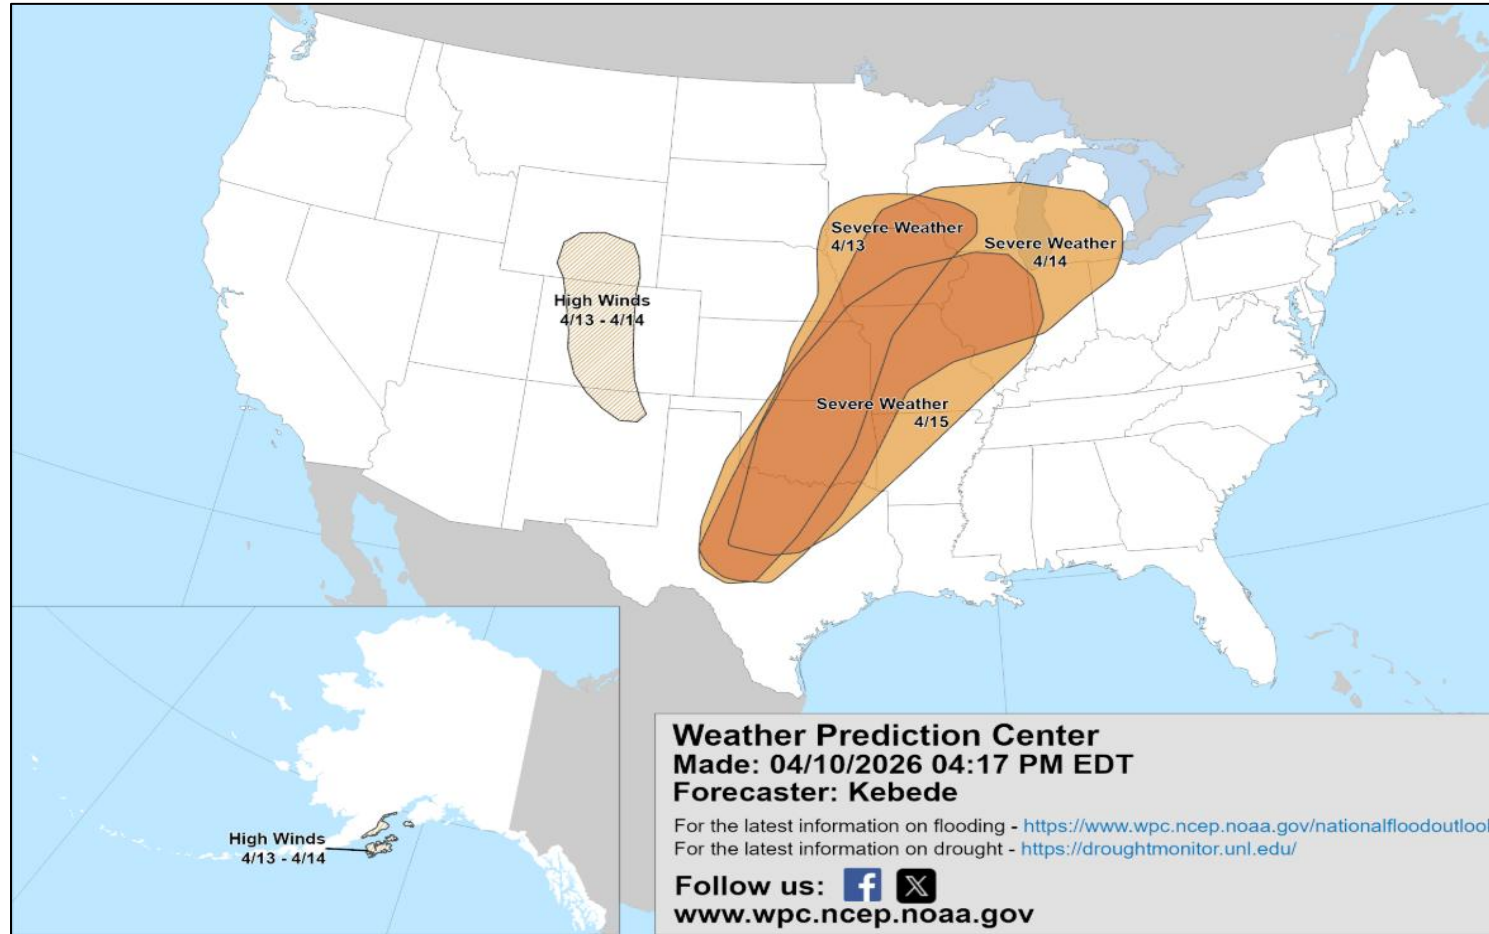 Severe Weather
4/13
Severe Weather
4/14
High Winds
4/13 - 4/14
Severe Weather
4/15
High Winds
4/13 - 4/14
Weather Prediction Center
Made: 04/10/2026 04:17 PM EDT
Forecaster: Kebede
For the latest information on flooding - https://www.wpc.ncep.noaa.gov/nationalfloodoutlool
For the latest information on drought - https://droughtmonitor.unl.edu/
Follow us:
www.wpc.ncep.noaa.gov